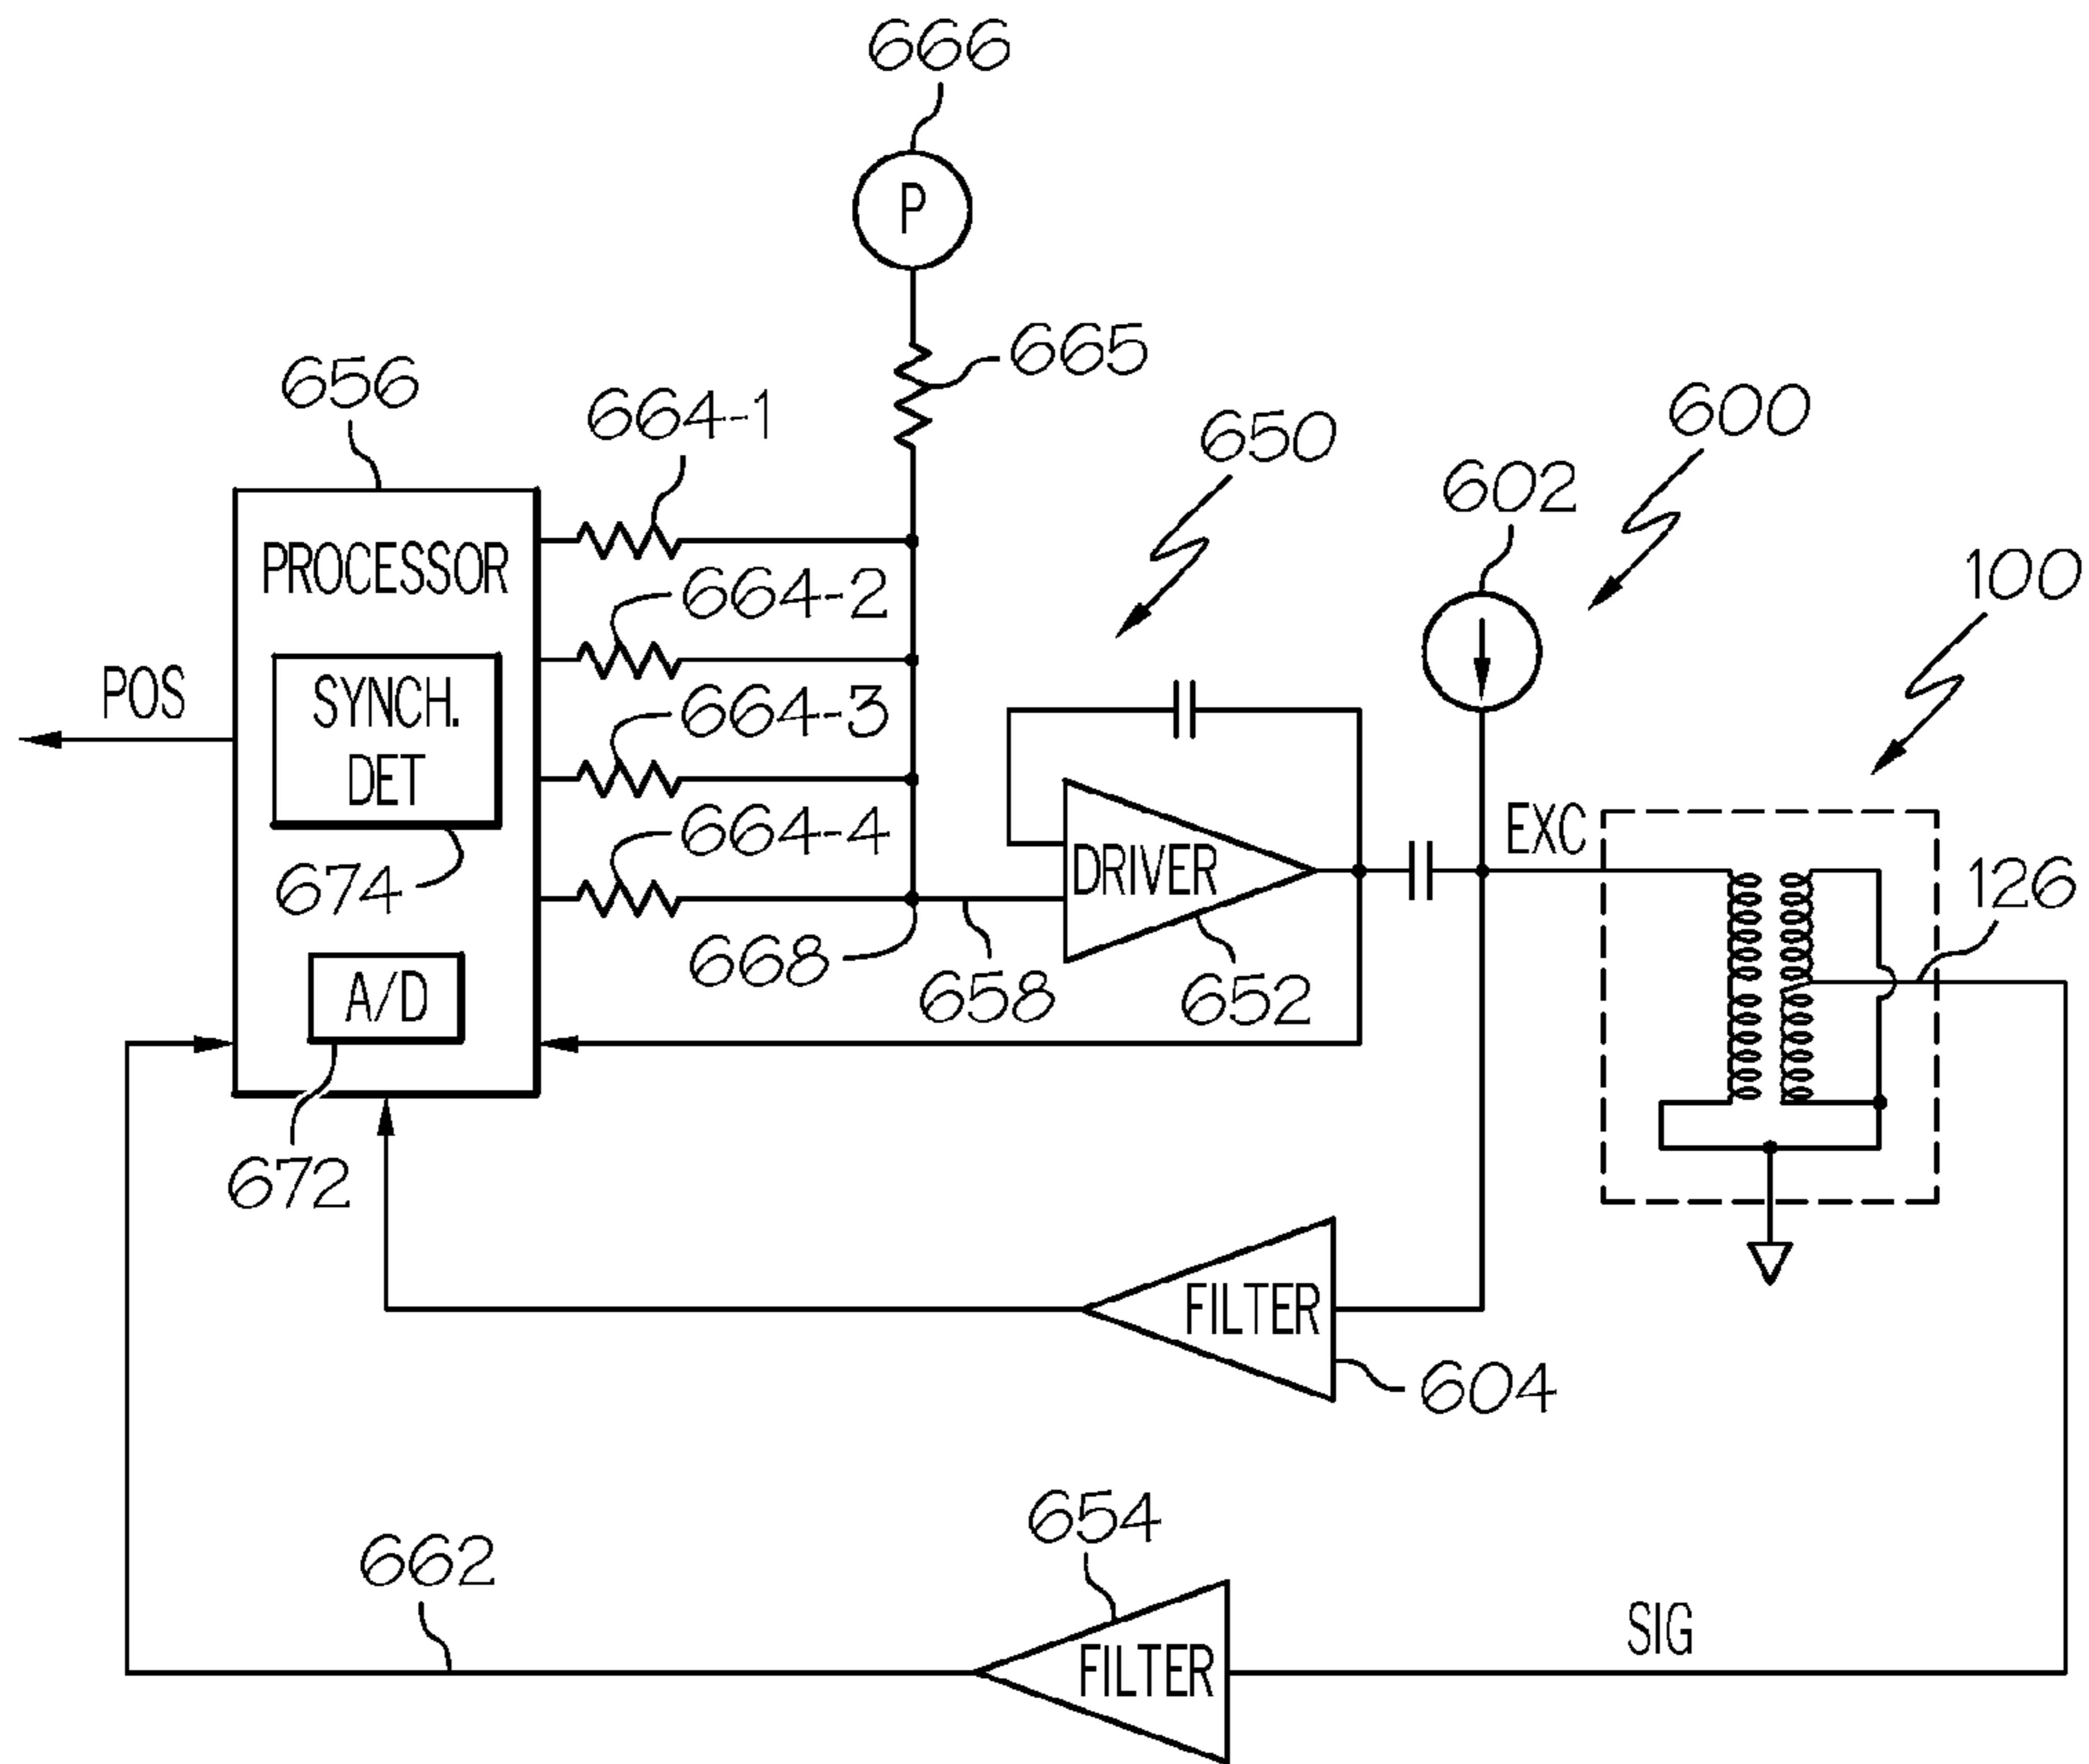 666
P
665
656
664-1
650
600
602
PROCESSOR
664-2
100
POS
SYNCH.
DET
664-3
EXC
664-4
DRIVER
126
674
668
658
652
A/D
672
FILTER
604
654
662
SIG
FILTER